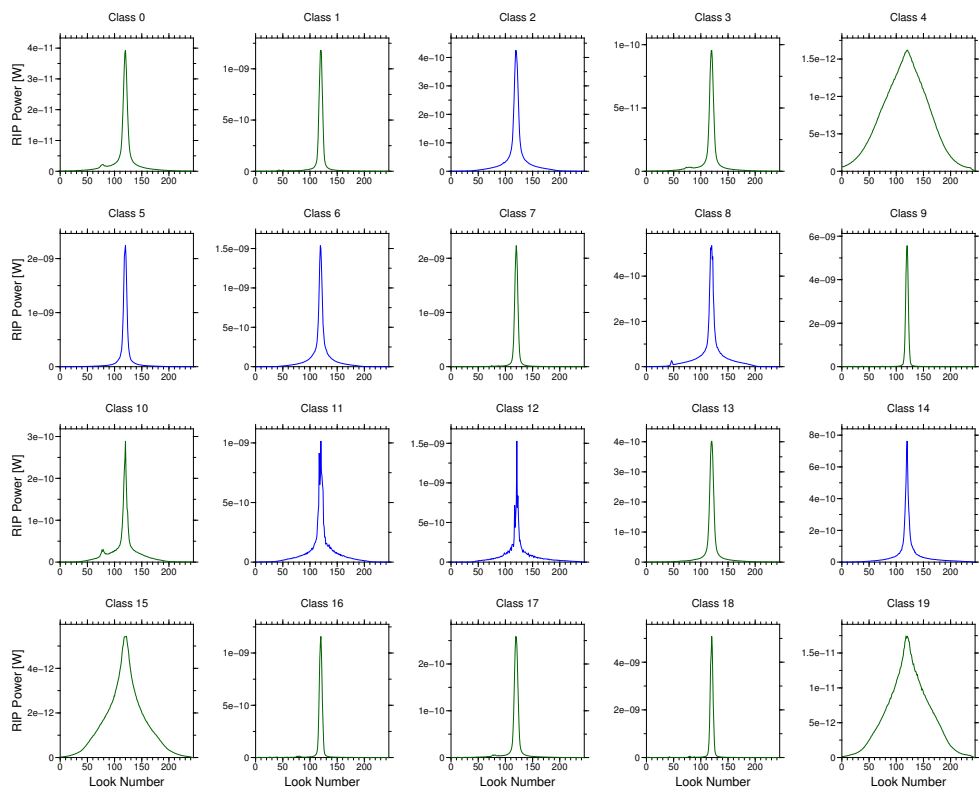 Class 0 Class 1 Class 2 Class 3 Class 4
RIP Power [W]
4e−11
3e−11
2e−11
1e−11
1e−09
5e−10
0
4e−10
3e−10
2e−10
1e−10
1e−10
5e−11
0
1.5e−12
1e−12
5e−13
0 50 100 150 200
0 50 100 150 200
0 50 100 150 200
0 50 100 150 200
0 50 100 150 200
Class 5 Class 6 Class 7 Class 8 Class 9
RIP Power [W]
2e−09
1e−09
0
1.5e−09
1e−09
5e−10
2e−09
1e−09
0
4e−10
2e−10
0
6e−09
4e−09
2e−09
0
0 50 100 150 200
0 50 100 150 200
0 50 100 150 200
0 50 100 150 200
0 50 100 150 200
Class 10 Class 11 Class 12 Class 13 Class 14
RIP Power [W]
3e−10
2e−10
1e−10
0
1e−09
5e−10
0
1.5e−09
1e−09
5e−10
0
4e−10
3e−10
2e−10
1e−10
0
8e−10
6e−10
4e−10
2e−10
0
0 50 100 150 200
0 50 100 150 200
0 50 100 150 200
0 50 100 150 200
0 50 100 150 200
Class 15 Class 16 Class 17 Class 18 Class 19
RIP Power [W]
4e−12
2e−12
0
1e−09
5e−10
0
2e−10
1e−10
0
4e−09
2e−09
0
1.5e−11
1e−11
5e−12
0
0 50 100 150 200
0 50 100 150 200
0 50 100 150 200
0 50 100 150 200
0 50 100 150 200
Look Number Look Number Look Number Look Number Look Number